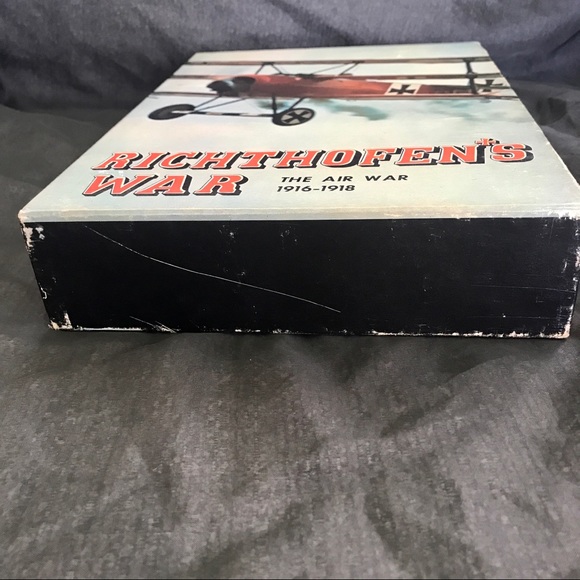 RICHTHOFEN'S
WAR
THE AIR WAR
1916-1918